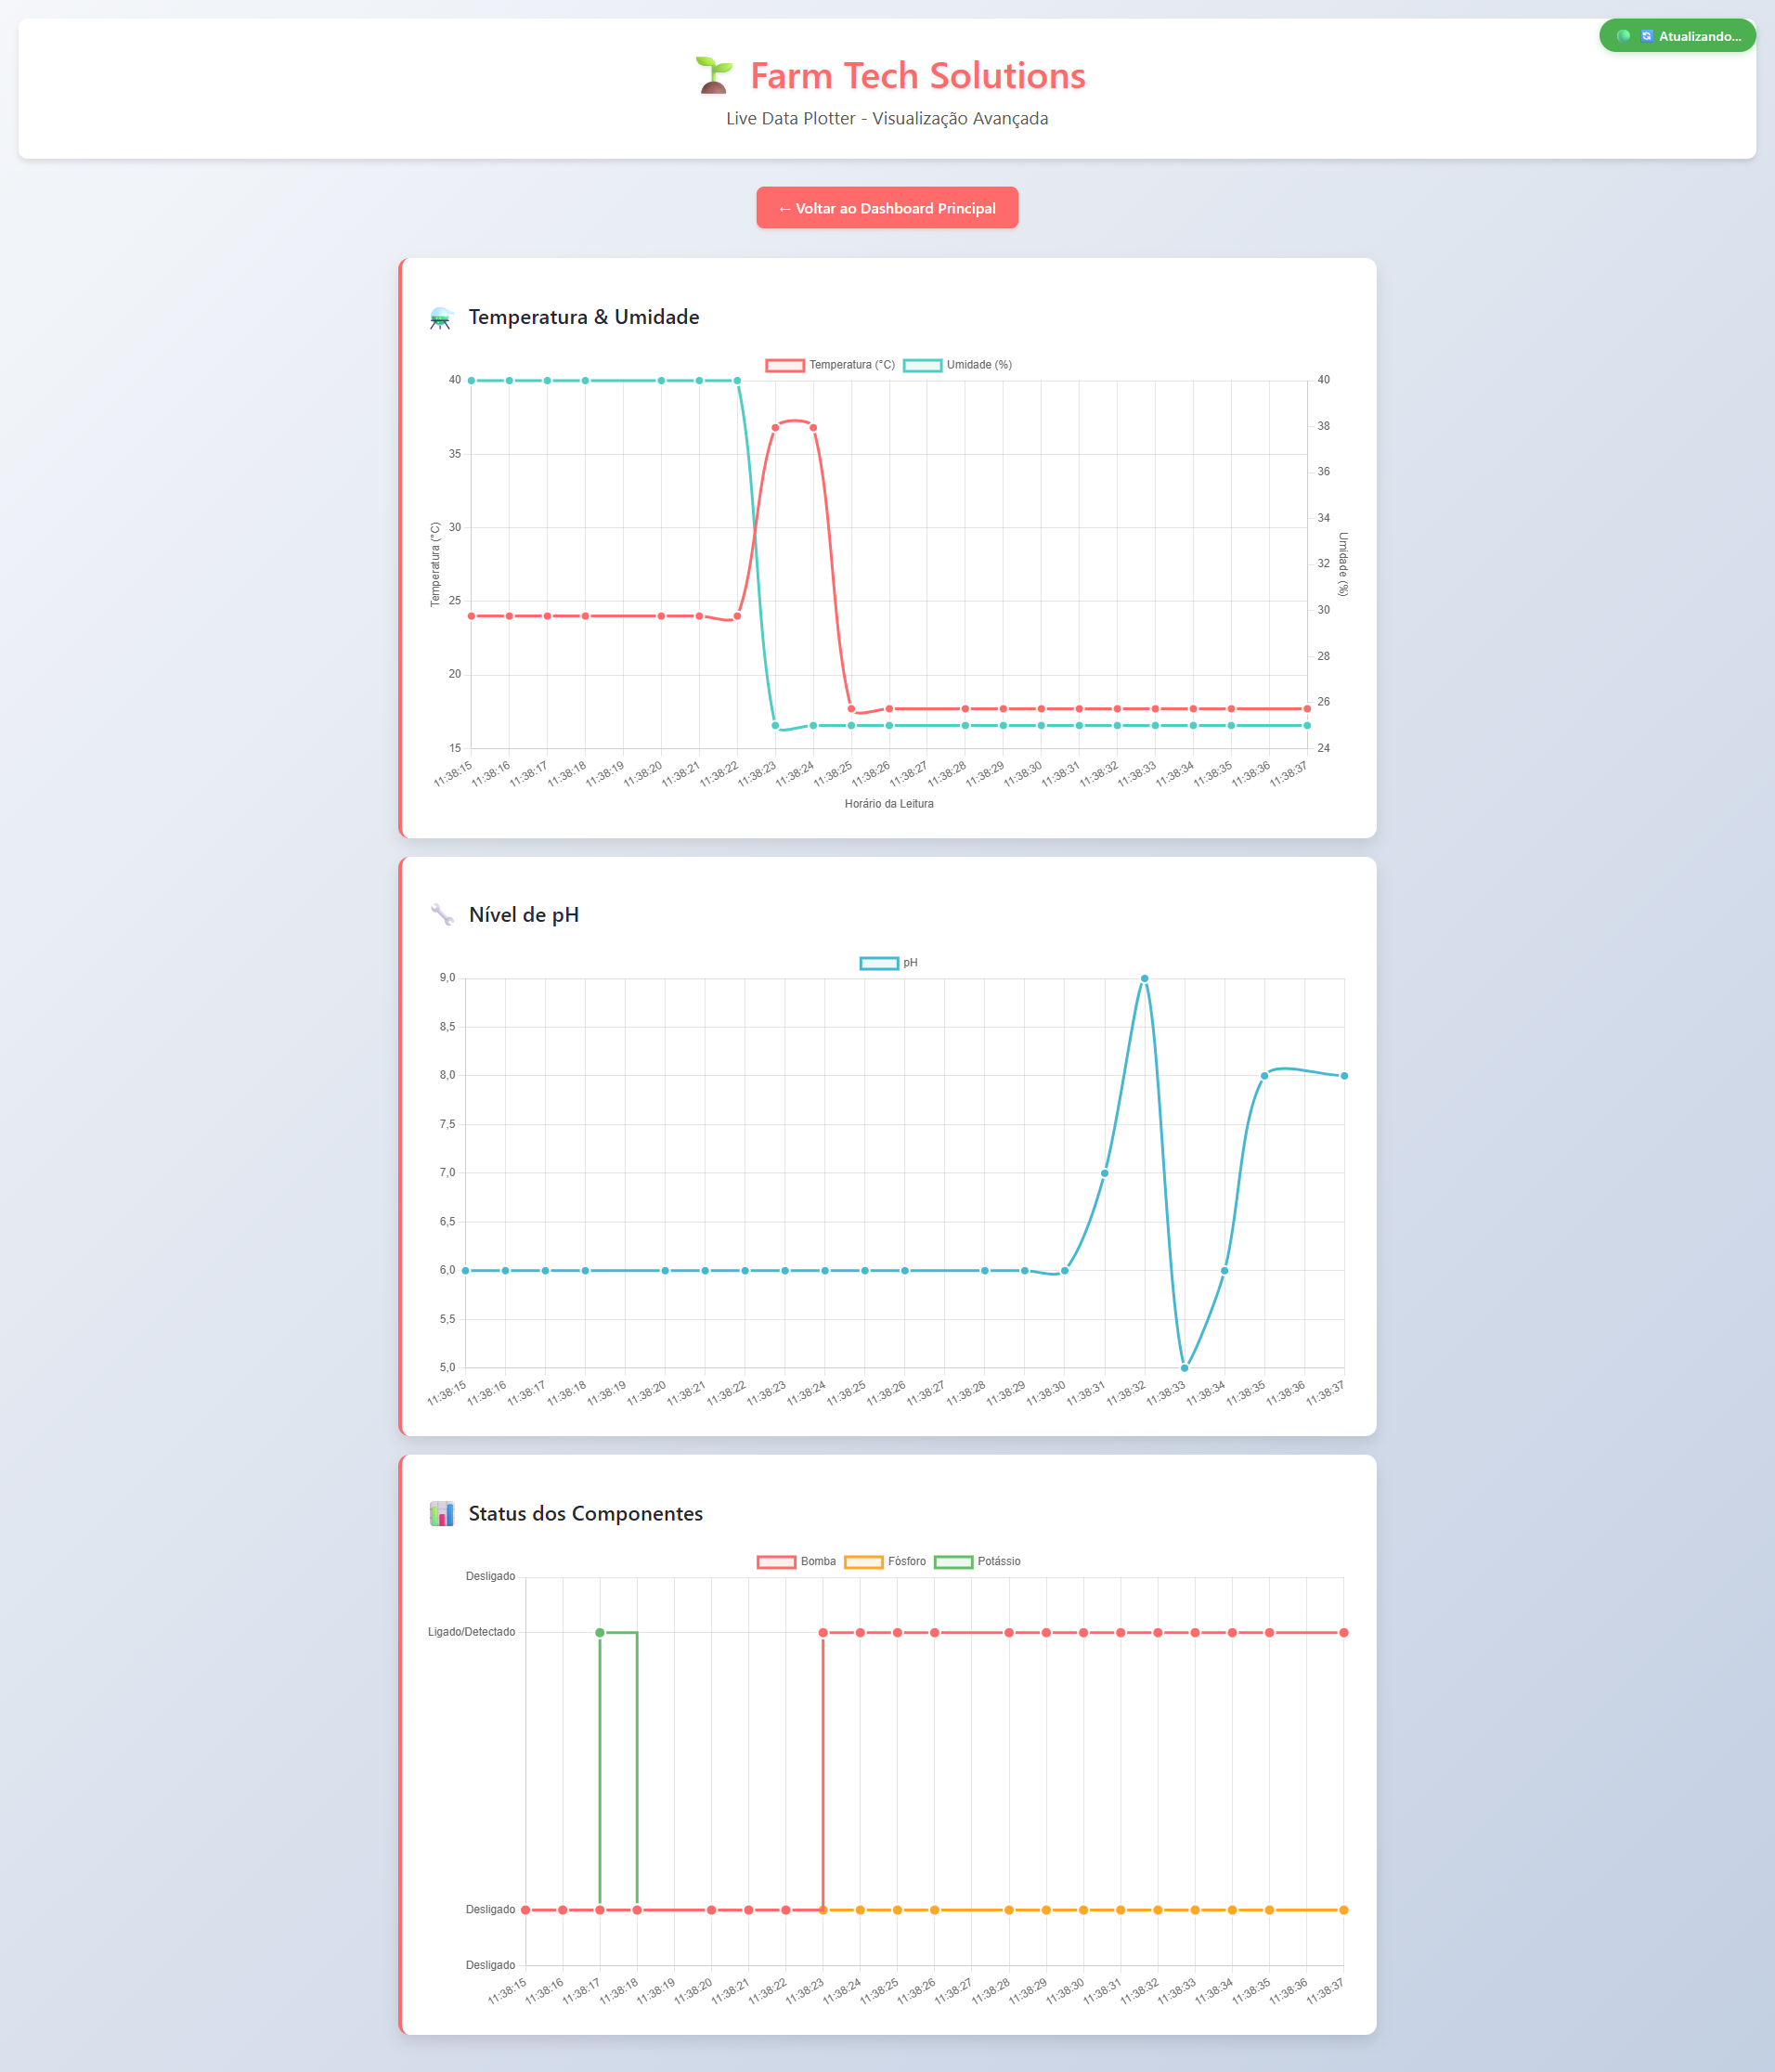 Atualizando...
Farm Tech Solutions
Live Data Plotter - Visualização Avançada
← Voltar ao Dashboard Principal
Temperatura & Umidade
Temperatura (°C) Umidade (%)
40
35
30
25
20
15
Temperatura (°C)
40
38
36
34
32
30
28
26
24
Umidade (%)
11:38:15 11:38:16 11:38:17 11:38:18 11:38:19 11:38:20 11:38:21 11:38:22 11:38:23 11:38:24 11:38:25 11:38:26 11:38:27 11:38:28 11:38:29 11:38:30 11:38:31 11:38:32 11:38:33 11:38:34 11:38:35 11:38:36 11:38:37
Horário da Leitura
Nível de pH
pH
9,0
8,5
8,0
7,5
7,0
6,5
6,0
5,5
5,0
11:38:15 11:38:16 11:38:17 11:38:18 11:38:19 11:38:20 11:38:21 11:38:22 11:38:23 11:38:24 11:38:25 11:38:26 11:38:27 11:38:28 11:38:29 11:38:30 11:38:31 11:38:32 11:38:33 11:38:34 11:38:35 11:38:36 11:38:37
Status dos Componentes
Bomba Fósforo Potássio
Desligado
Ligado/Detectado
Desligado
Desligado
11:38:15 11:38:16 11:38:17 11:38:18 11:38:19 11:38:20 11:38:21 11:38:22 11:38:23 11:38:24 11:38:25 11:38:26 11:38:27 11:38:28 11:38:29 11:38:30 11:38:31 11:38:32 11:38:33 11:38:34 11:38:35 11:38:36 11:38:37